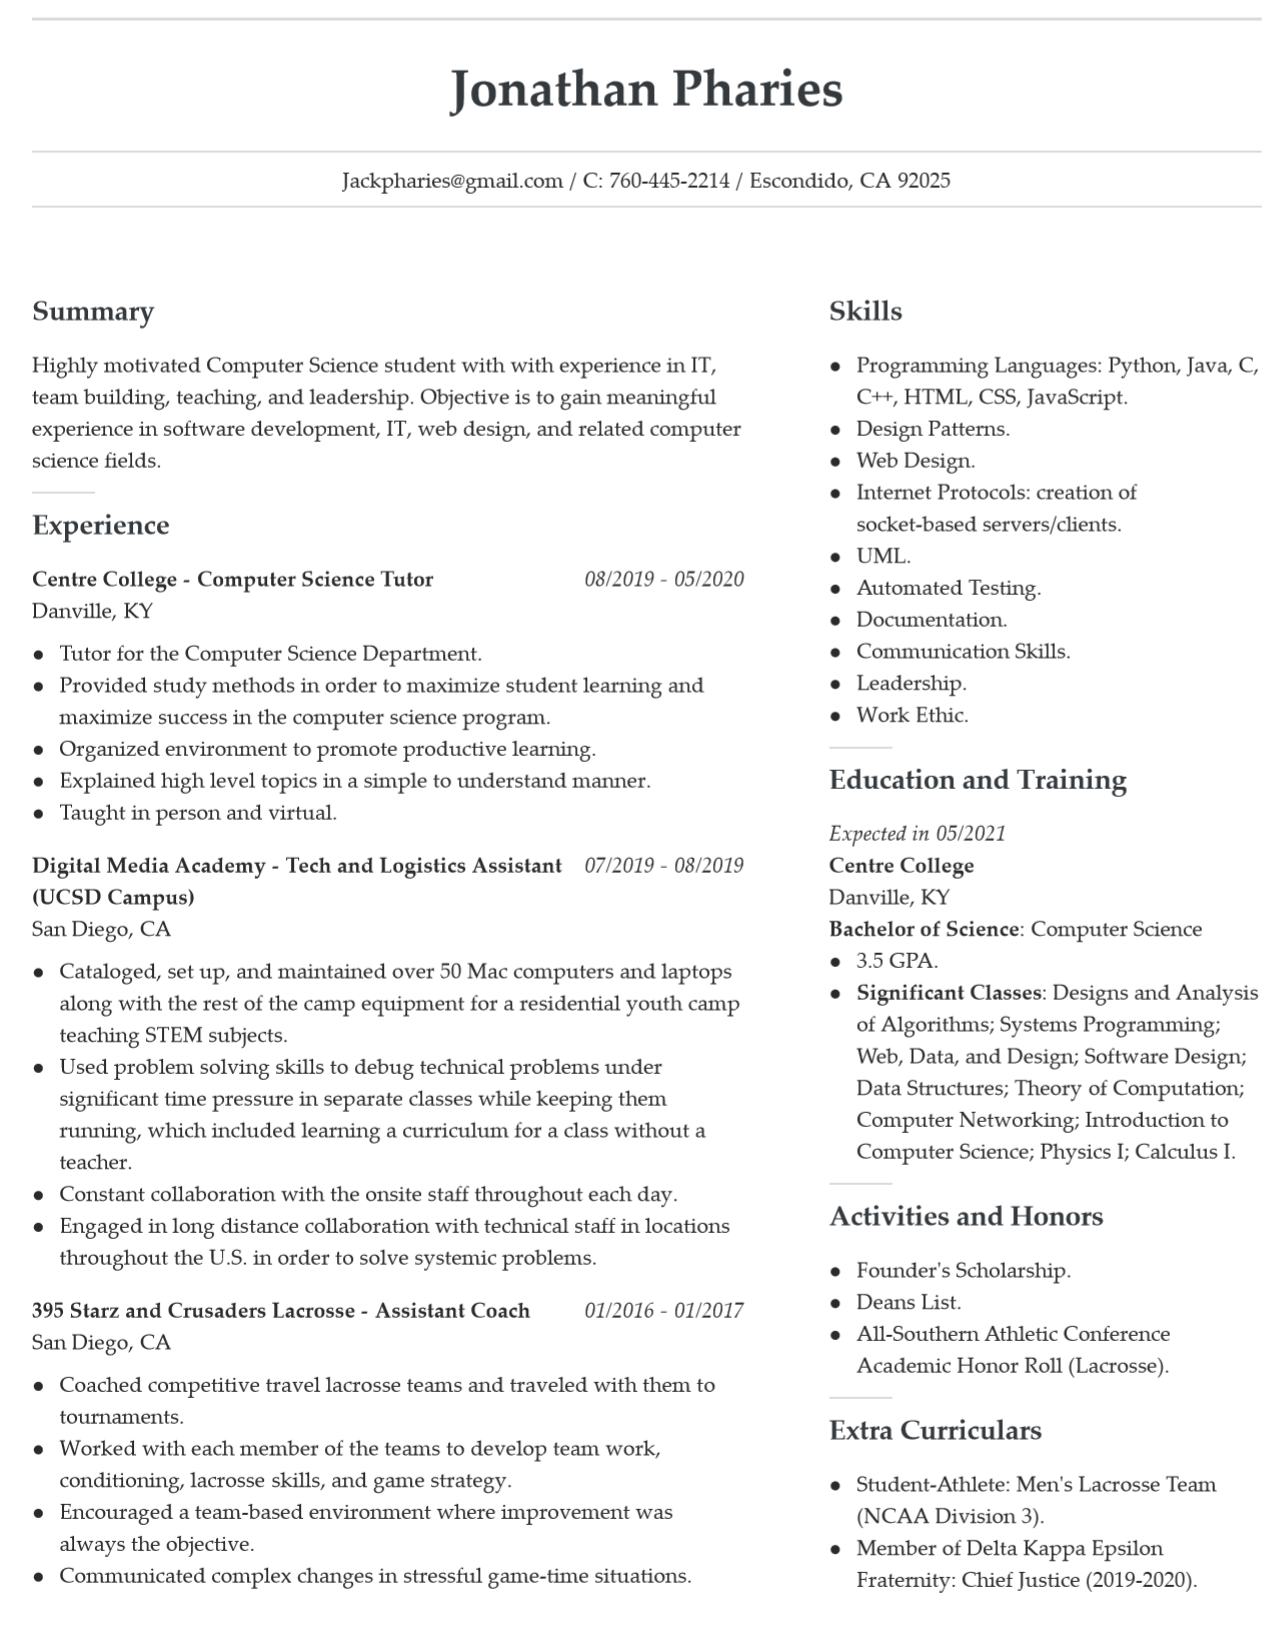 Jonathan Pharies
Jackpharies@gmail.com / C: 760-445-2214 / Escondido, CA 92025
Summary
Highly motivated Computer Science student with with experience in IT,
team building, teaching, and leadership. Objective is to gain meaningful
experience in software development, IT, web design, and related computer
science fields.
Experience
Centre College - Computer Science Tutor 08/2019 - 05/2020
Danville, KY
● Tutor for the Computer Science Department.
● Provided study methods in order to maximize student learning and
maximize success in the computer science program.
● Organized environment to promote productive learning.
● Explained high level topics in a simple to understand manner.
● Taught in person and virtual.
Digital Media Academy - Tech and Logistics Assistant 07/2019 - 08/2019
(UCSD Campus)
San Diego, CA
● Cataloged, set up, and maintained over 50 Mac computers and laptops
along with the rest of the camp equipment for a residential youth camp
teaching STEM subjects.
● Used problem solving skills to debug technical problems under
significant time pressure in separate classes while keeping them
running, which included learning a curriculum for a class without a
teacher.
● Constant collaboration with the onsite staff throughout each day.
● Engaged in long distance collaboration with technical staff in locations
throughout the U.S. in order to solve systemic problems.
395 Starz and Crusaders Lacrosse - Assistant Coach 01/2016 - 01/2017
San Diego, CA
● Coached competitive travel lacrosse teams and traveled with them to
tournaments.
● Worked with each member of the teams to develop team work,
conditioning, lacrosse skills, and game strategy.
● Encouraged a team-based environment where improvement was
always the objective.
● Communicated complex changes in stressful game-time situations.
Skills
● Programming Languages: Python, Java, C,
C++, HTML, CSS, JavaScript.
● Design Patterns.
● Web Design.
● Internet Protocols: creation of
socket-based servers/clients.
● UML.
● Automated Testing.
● Documentation.
● Communication Skills.
● Leadership.
● Work Ethic.
Education and Training
Expected in 05/2021
Centre College
Danville, KY
Bachelor of Science: Computer Science
● 3.5 GPA.
● Significant Classes: Designs and Analysis
of Algorithms; Systems Programming;
Web, Data, and Design; Software Design;
Data Structures; Theory of Computation;
Computer Networking; Introduction to
Computer Science; Physics I; Calculus I.
Activities and Honors
● Founder's Scholarship.
● Deans List.
● All-Southern Athletic Conference
Academic Honor Roll (Lacrosse).
Extra Curriculars
● Student-Athlete: Men's Lacrosse Team
(NCAA Division 3).
● Member of Delta Kappa Epsilon
Fraternity: Chief Justice (2019-2020).